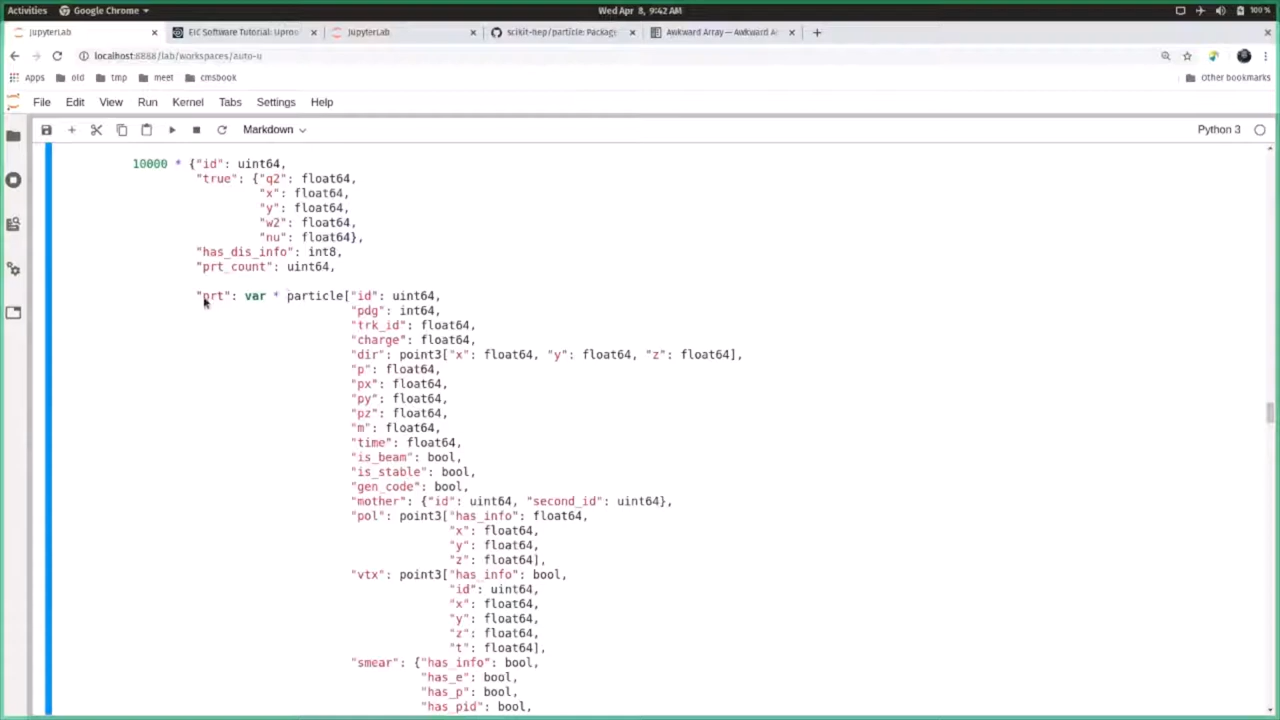 Activities Google Chrome Wed Apr 8, 9:42 AM 100 %
JupyterLab EIC Software Tutorial: Uproo JupyterLab scikit-hep/particle: Package Awkward Array — Awkward A
localhost:8888/lab/workspaces/auto-u
Apps old tmp meet cmsbook Other bookmarks
File Edit View Run Kernel Tabs Settings Help
Markdown Python 3
10000 * {"id": uint64,
"true": {"q2": float64,
"x": float64,
"y": float64,
"w2": float64,
"nu": float64},
"has_dis_info": int8,
"prt_count": uint64,
"prt": var * particle["id": uint64,
"pdg": int64,
"trk_id": float64,
"charge": float64,
"dir": point3["x": float64, "y": float64, "z": float64],
"p": float64,
"px": float64,
"py": float64,
"pz": float64,
"m": float64,
"time": float64,
"is_beam": bool,
"is_stable": bool,
"gen_code": bool,
"mother": {"id": uint64, "second_id": uint64},
"pol": point3["has_info": float64,
"x": float64,
"y": float64,
"z": float64],
"vtx": point3["has_info": bool,
"id": uint64,
"x": float64,
"y": float64,
"z": float64,
"t": float64],
"smear": {"has_info": bool,
"has_e": bool,
"has_p": bool,
"has_pid": bool,